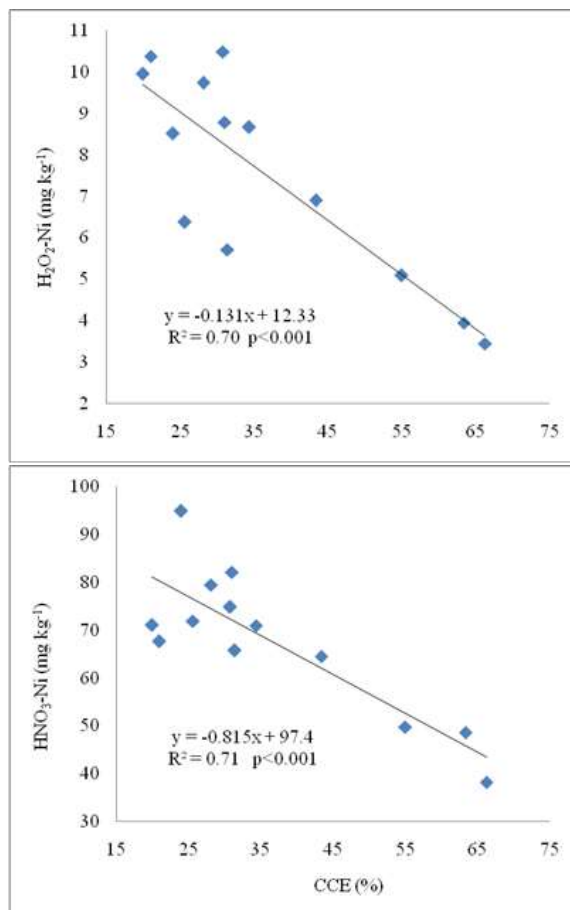 11
10
9
8
7
6
5
4
3
2
H₂O₂-Ni (mg kg⁻¹)
y = -0.131x + 12.33
R² = 0.70 p<0.001
15 25 35 45 55 65 75
100
90
80
70
60
50
40
30
HNO₃-Ni (mg kg⁻¹)
y = -0.815x + 97.4
R² = 0.71 p<0.001
15 25 35 45 55 65 75
CCE (%)